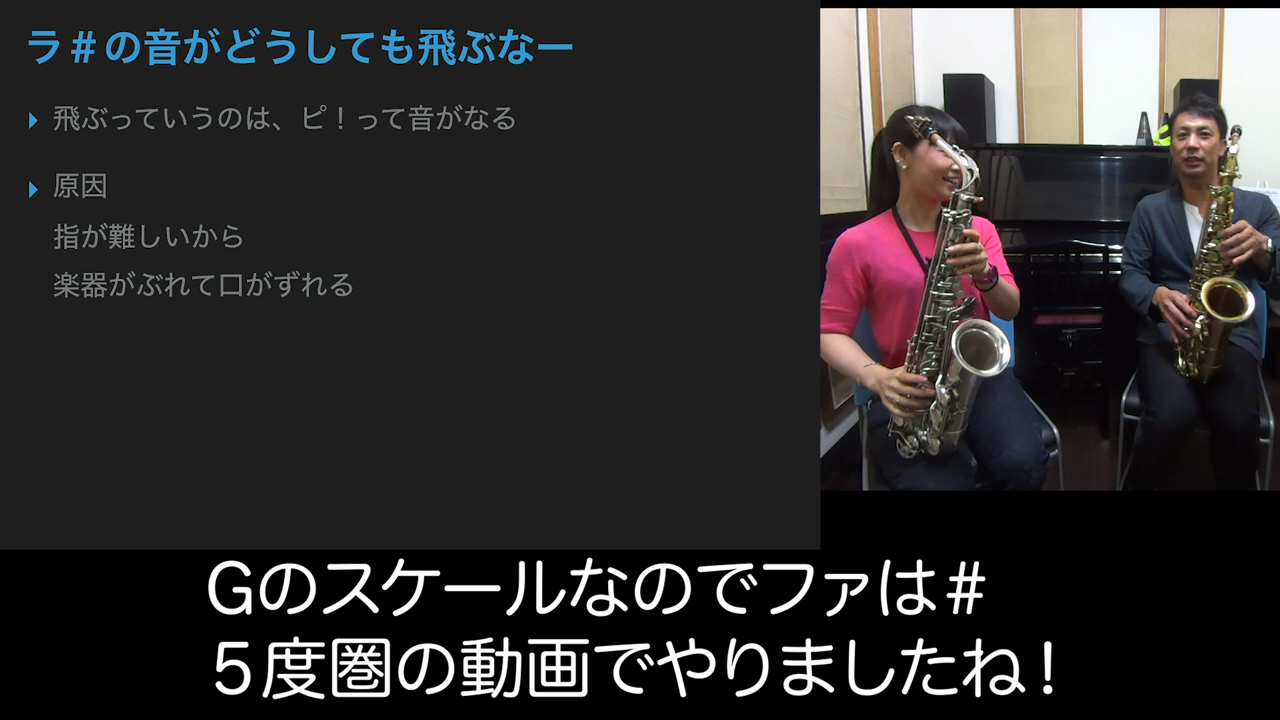 ラ＃の音がどうしても飛ぶなー
飛ぶっていうのは、ピ！って音がなる
原因
指が難しいから
楽器がぶれて口がずれる
Gのスケールなのでファは＃
５度圏の動画でやりましたね！